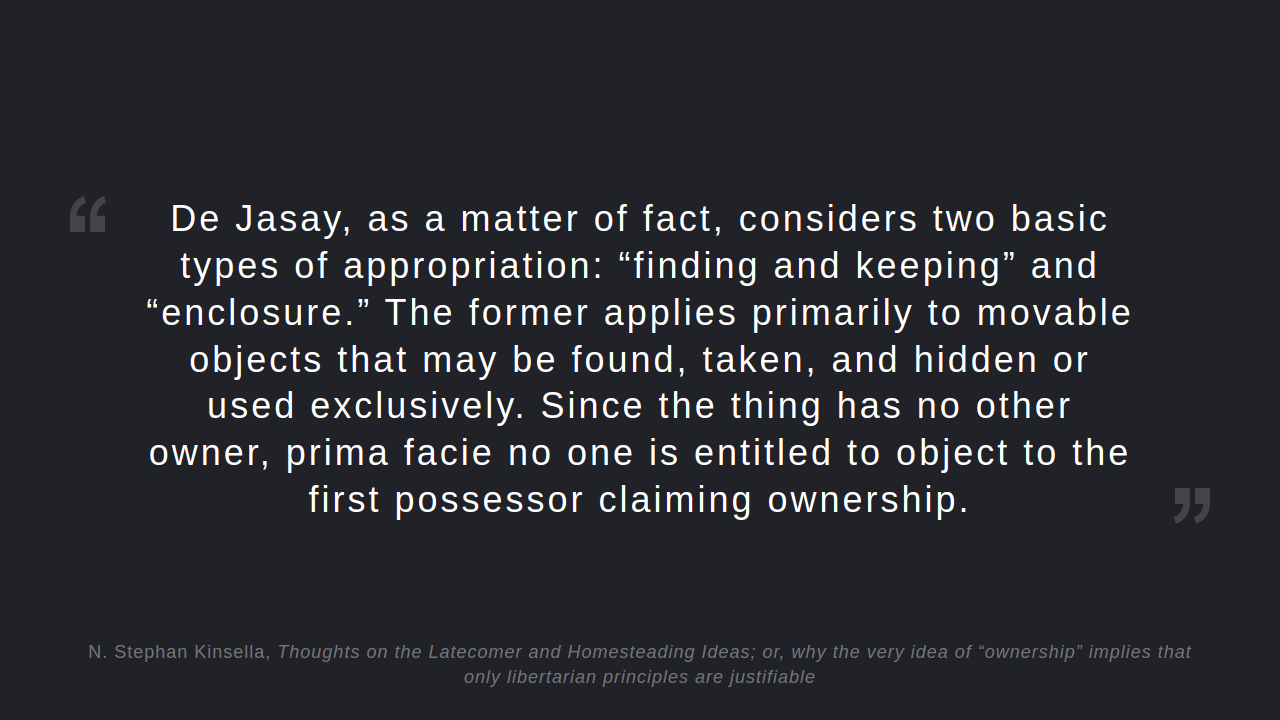 “
De Jasay, as a matter of fact, considers two basic
types of appropriation: “finding and keeping” and
“enclosure.” The former applies primarily to movable
objects that may be found, taken, and hidden or
used exclusively. Since the thing has no other
owner, prima facie no one is entitled to object to the
first possessor claiming ownership.
”
N. Stephan Kinsella, Thoughts on the Latecomer and Homesteading Ideas; or, why the very idea of “ownership” implies that
only libertarian principles are justifiable